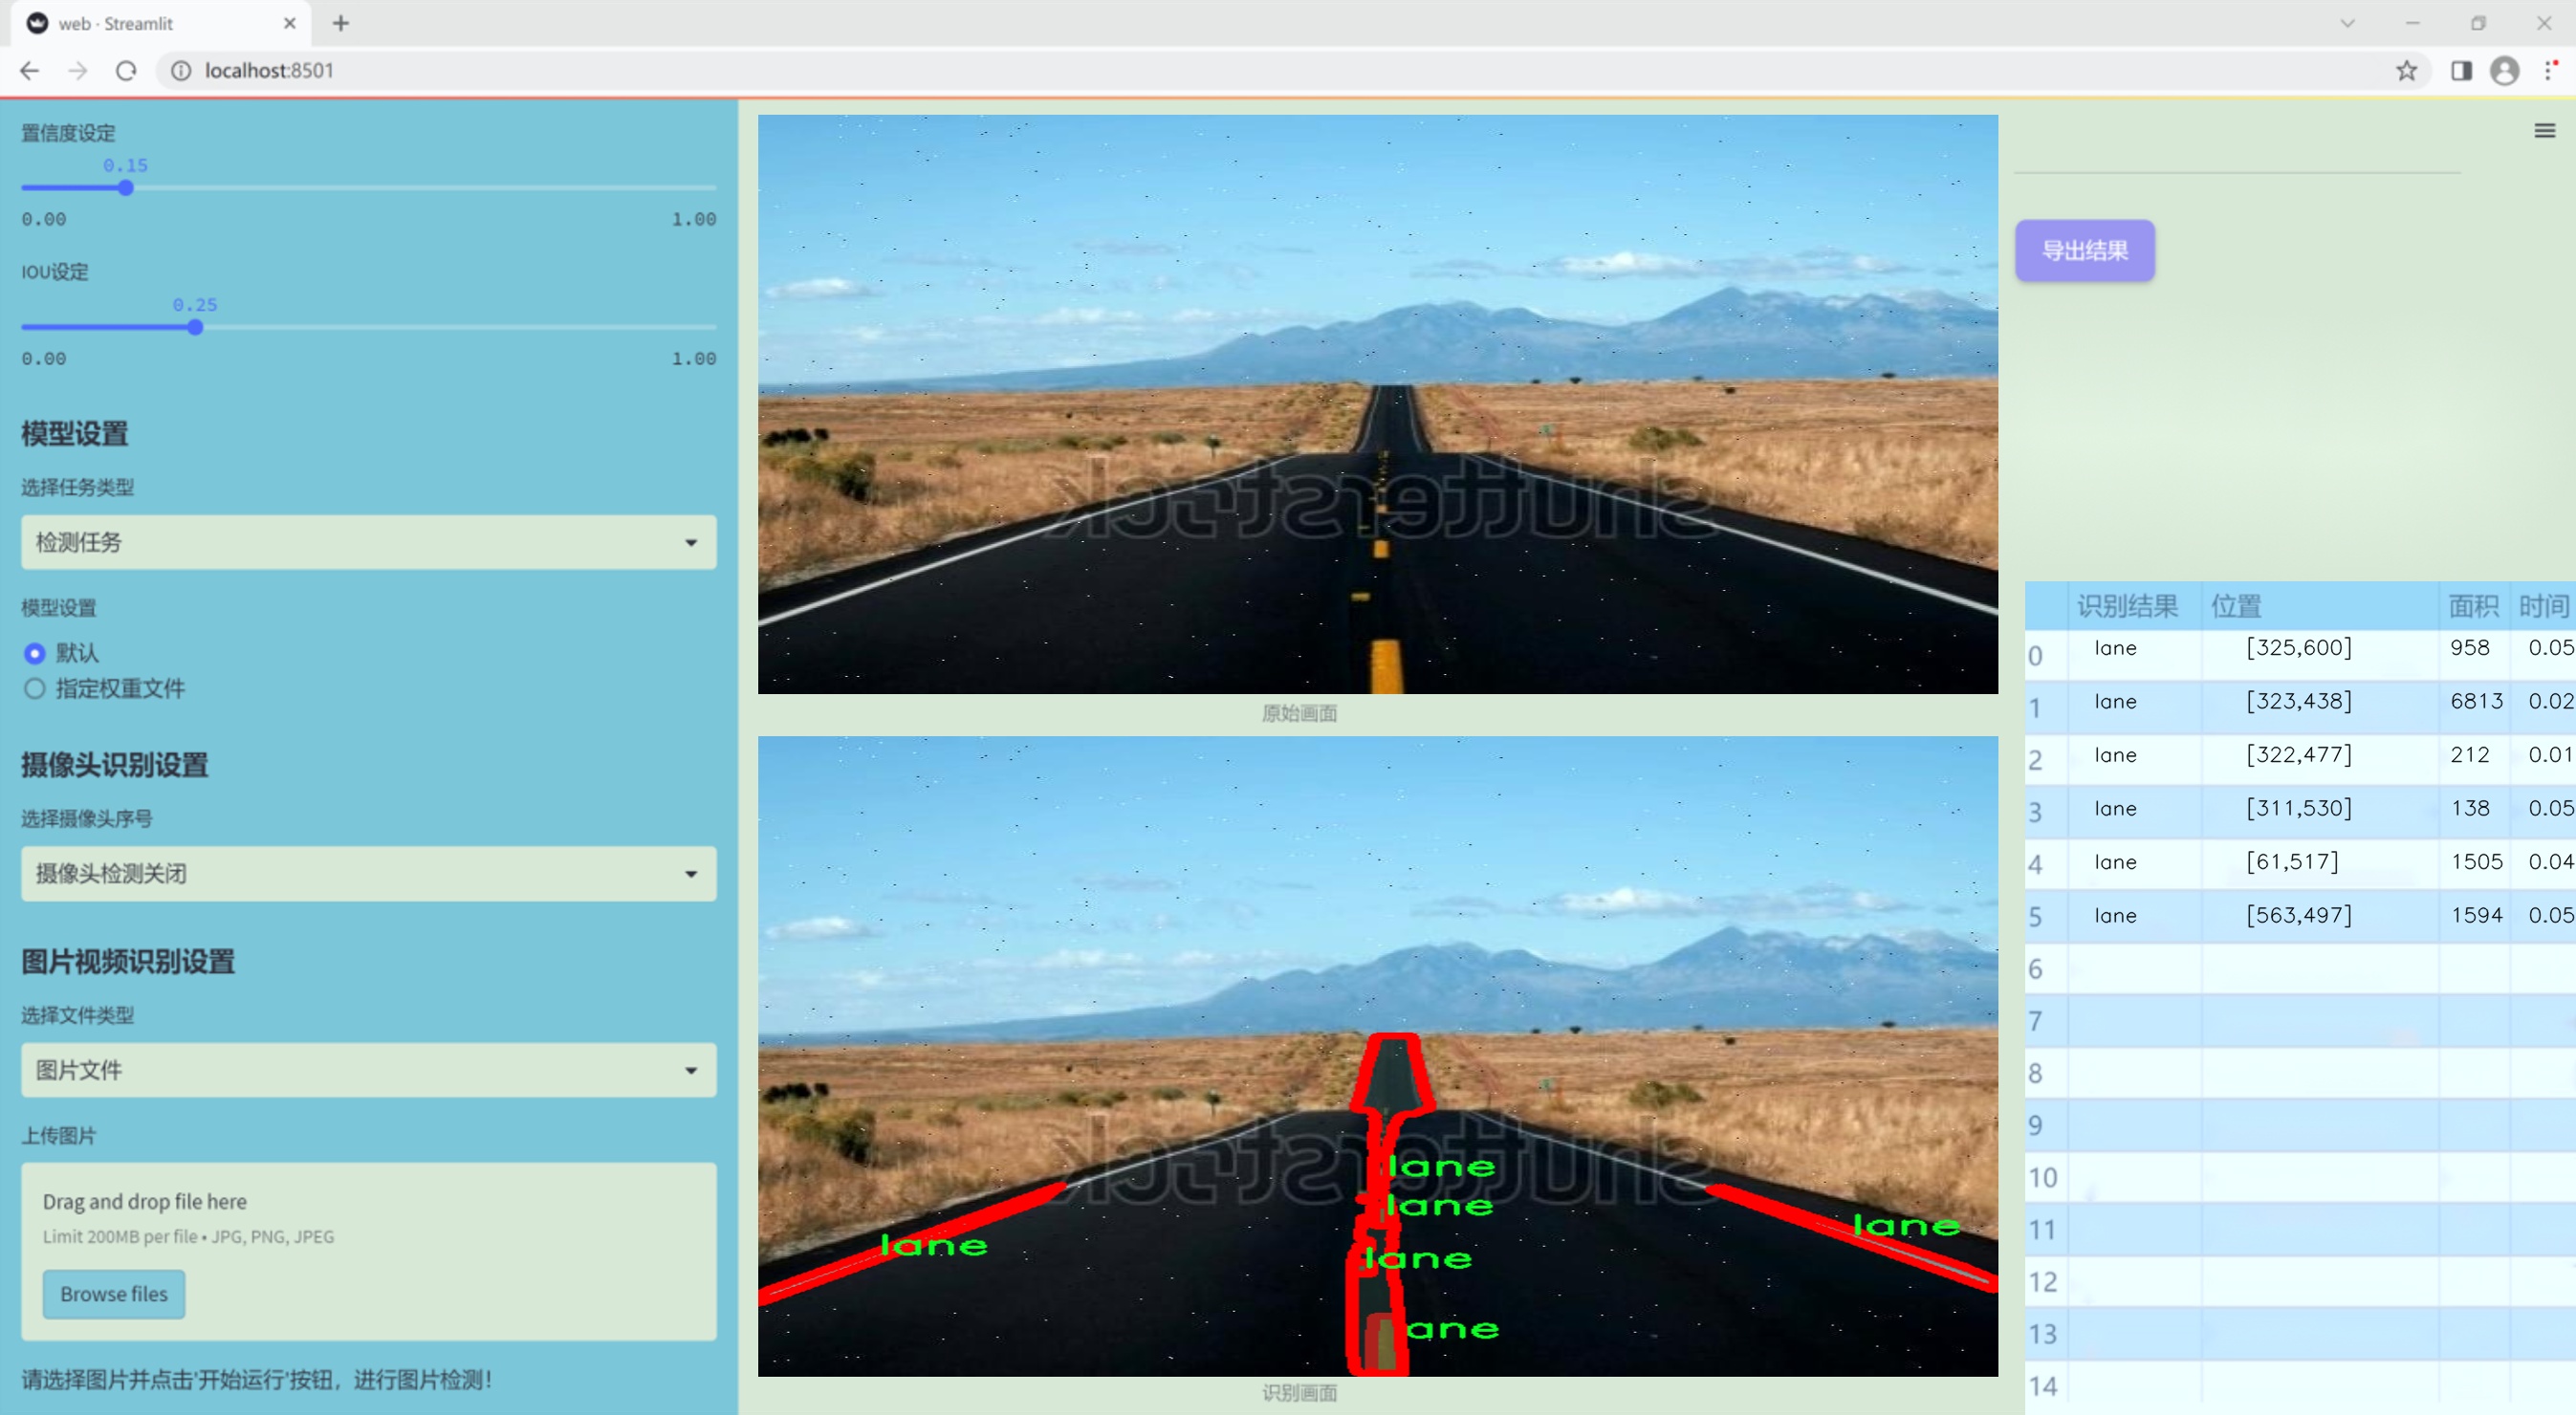 web · Streamlit
localhost:8501
置信度设定
0.15
0.00 1.00
IOU设定
0.25
0.00 1.00
模型设置
选择任务类型
检测任务
模型设置
默认
指定权重文件
摄像头识别设置
选择摄像头序号
摄像头检测关闭
图片视频识别设置
选择文件类型
图片文件
上传图片
Drag and drop file here
Limit 200MB per file • JPG, PNG, JPEG
Browse files
请选择图片并点击'开始运行'按钮，进行图片检测！
shutterstock
原始画面
shutterstock
lane
lane
lane
lane
lane
ane
识别画面
导出结果
识别结果 位置 面积 时间
0 lane [325,600] 958 0.05
1 lane [323,438] 6813 0.02
2 lane [322,477] 212 0.01
3 lane [311,530] 138 0.05
4 lane [61,517] 1505 0.04
5 lane [563,497] 1594 0.05
6
7
8
9
10
11
12
13
14